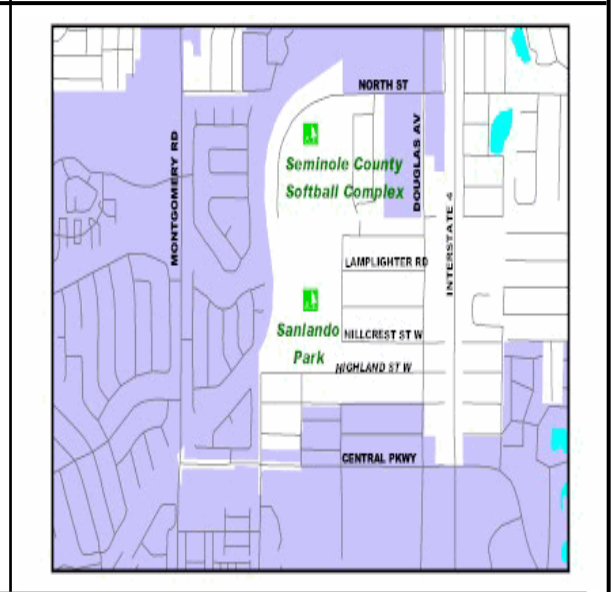 NORTH ST
MONTGOMERY RD
DOUGLAS AV
Seminole County
Softball Complex
INTERSTATE 4
LAMPLIGHTER RD
Sanlando
Park
HILLCREST ST W
HIGHLAND ST W
CENTRAL PKWY